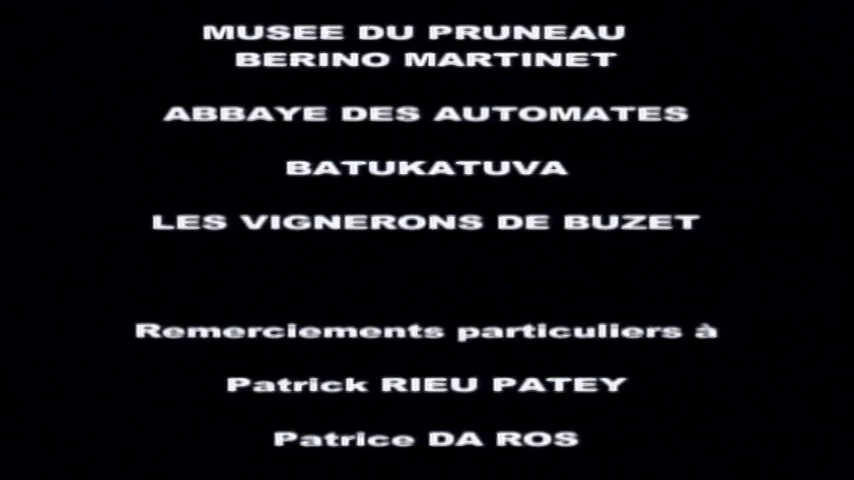 MUSEE DU PRUNEAU
BERINO MARTINET
ABBAYE DES AUTOMATES
BATUKATUVA
LES VIGNERONS DE BUZET
Remerciements particuliers à
Patrick RIEU PATEY
Patrice DA ROS